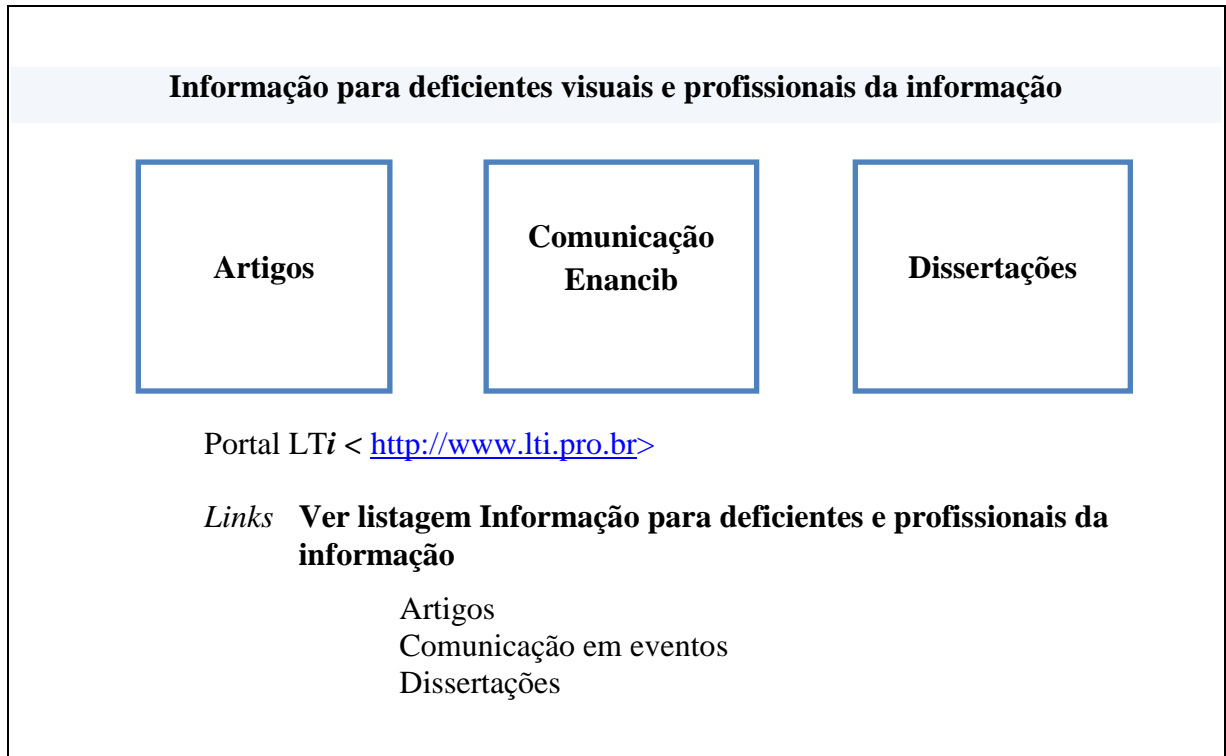 Informação para deficientes visuais e profissionais da informação
Artigos
Comunicação
Enancib
Dissertações
Portal LTi < http://www.lti.pro.br>
Links Ver listagem Informação para deficientes e profissionais da
informação
Artigos
Comunicação em eventos
Dissertações